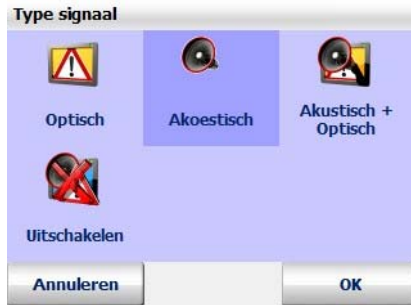 Type signaal
Optisch
Akoestisch
Akustisch +
Optisch
Uitschakelen
Annuleren
OK